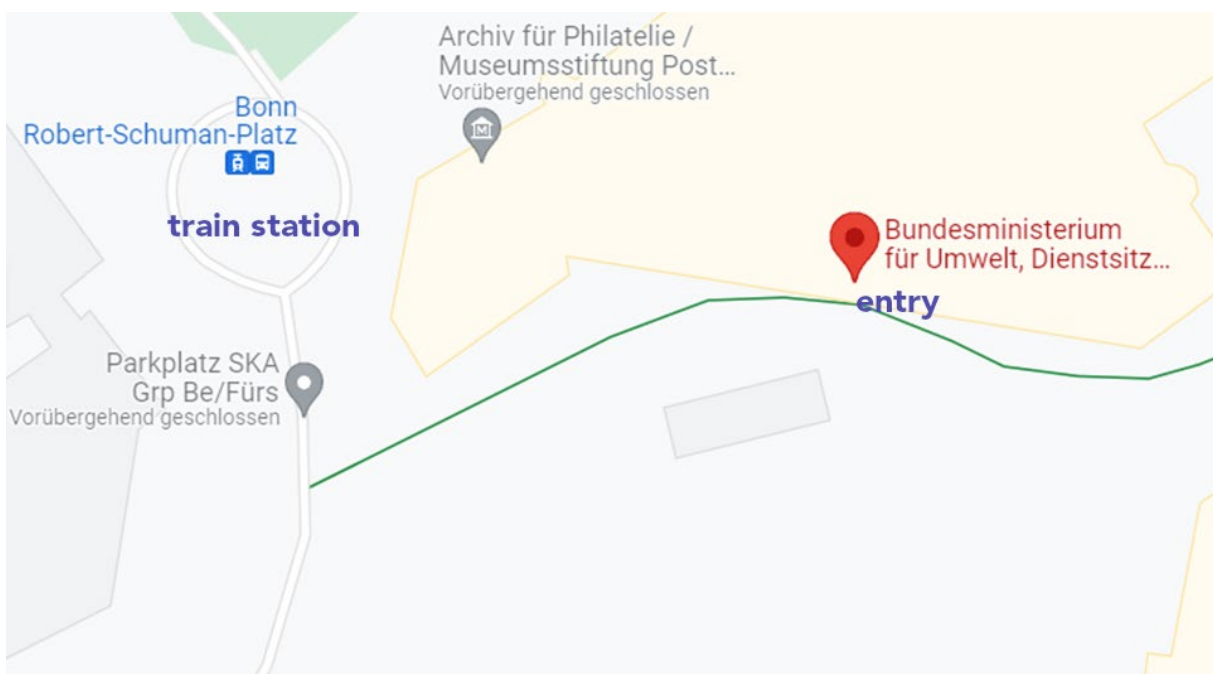 Archiv für Philatelie /
Museumsstiftung Post...
Vorübergehend geschlossen
Bonn
Robert-Schuman-Platz
train station
Bundesministerium
für Umwelt, Dienstsitz...
entry
Parkplatz SKA
Grp Be/Fürs
Vorübergehend geschlossen